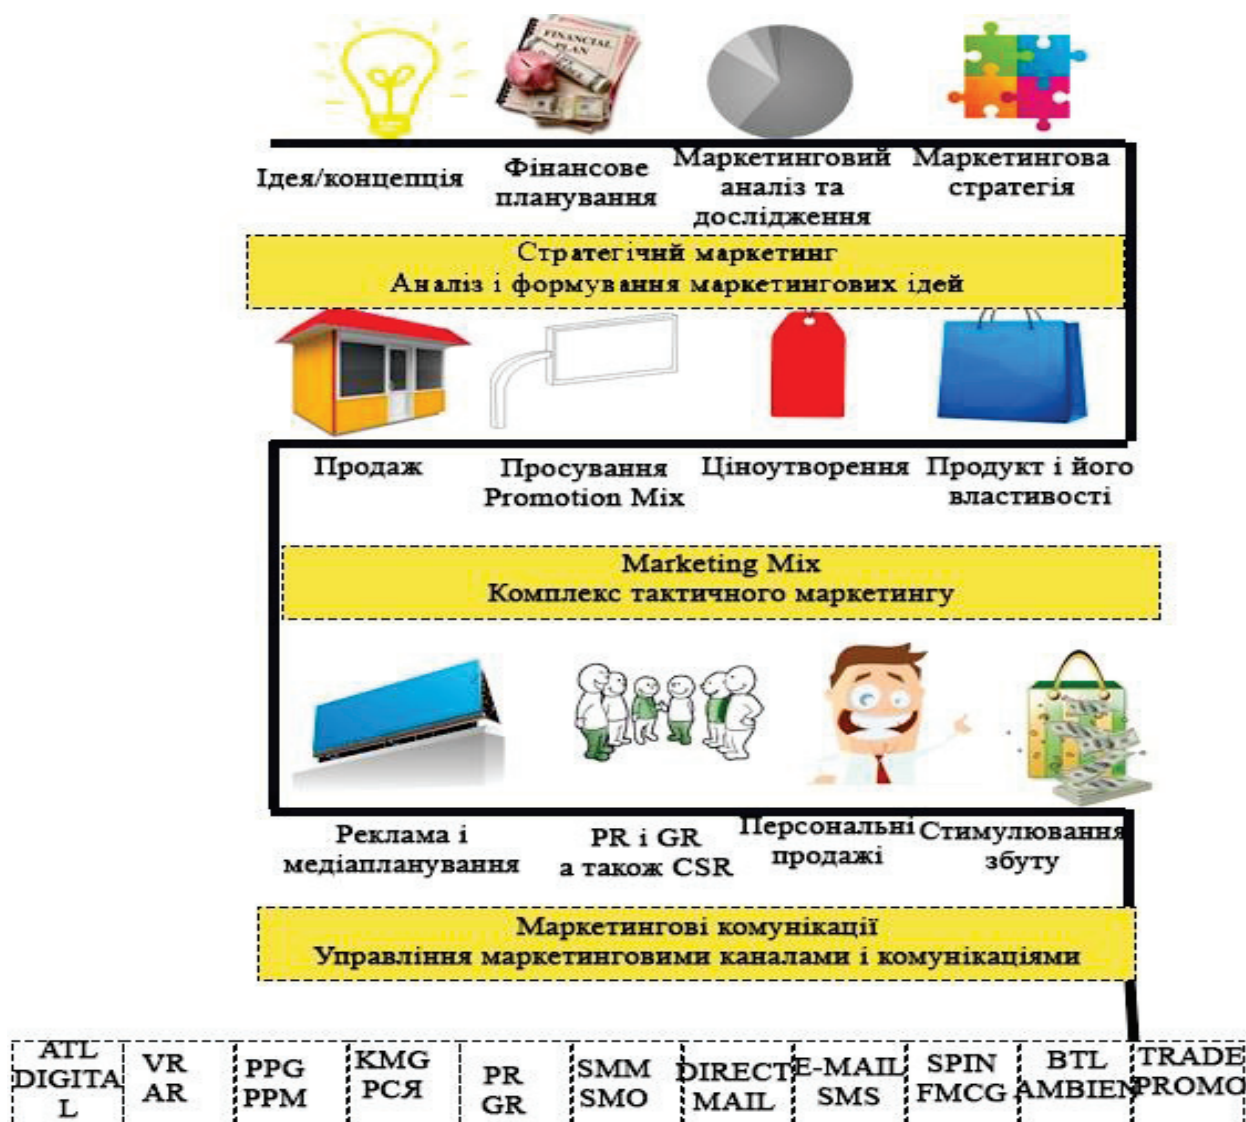 FINANCIAL
PLAN
Ідея/концепція
Фінансове
планування
Маркетинговий
аналіз та
дослідження
Маркетингова
стратегія
Стратегічнй маркетинг
Аналіз і формування маркетингових ідей
Продаж
Просування
Promotion Mix
Ціноутворення
Продукт і його
властивості
Marketing Mix
Комплекс тактичного маркетингу
Реклама і
медіапланування
PR і GR
а також CSR
Персональні
продажі
Стимулювання
збуту
Маркетингові комунікації
Управління маркетинговими каналами і комунікаціями
ATL
DIGITA
L
VR
AR
PPG
PPM
KMG
РСЯ
PR
GR
SMM
SMO
DIRECT
MAIL
E-MAIL
SMS
SPIN
FMCG
BTL
AMBIEN
TRADE
PROMO